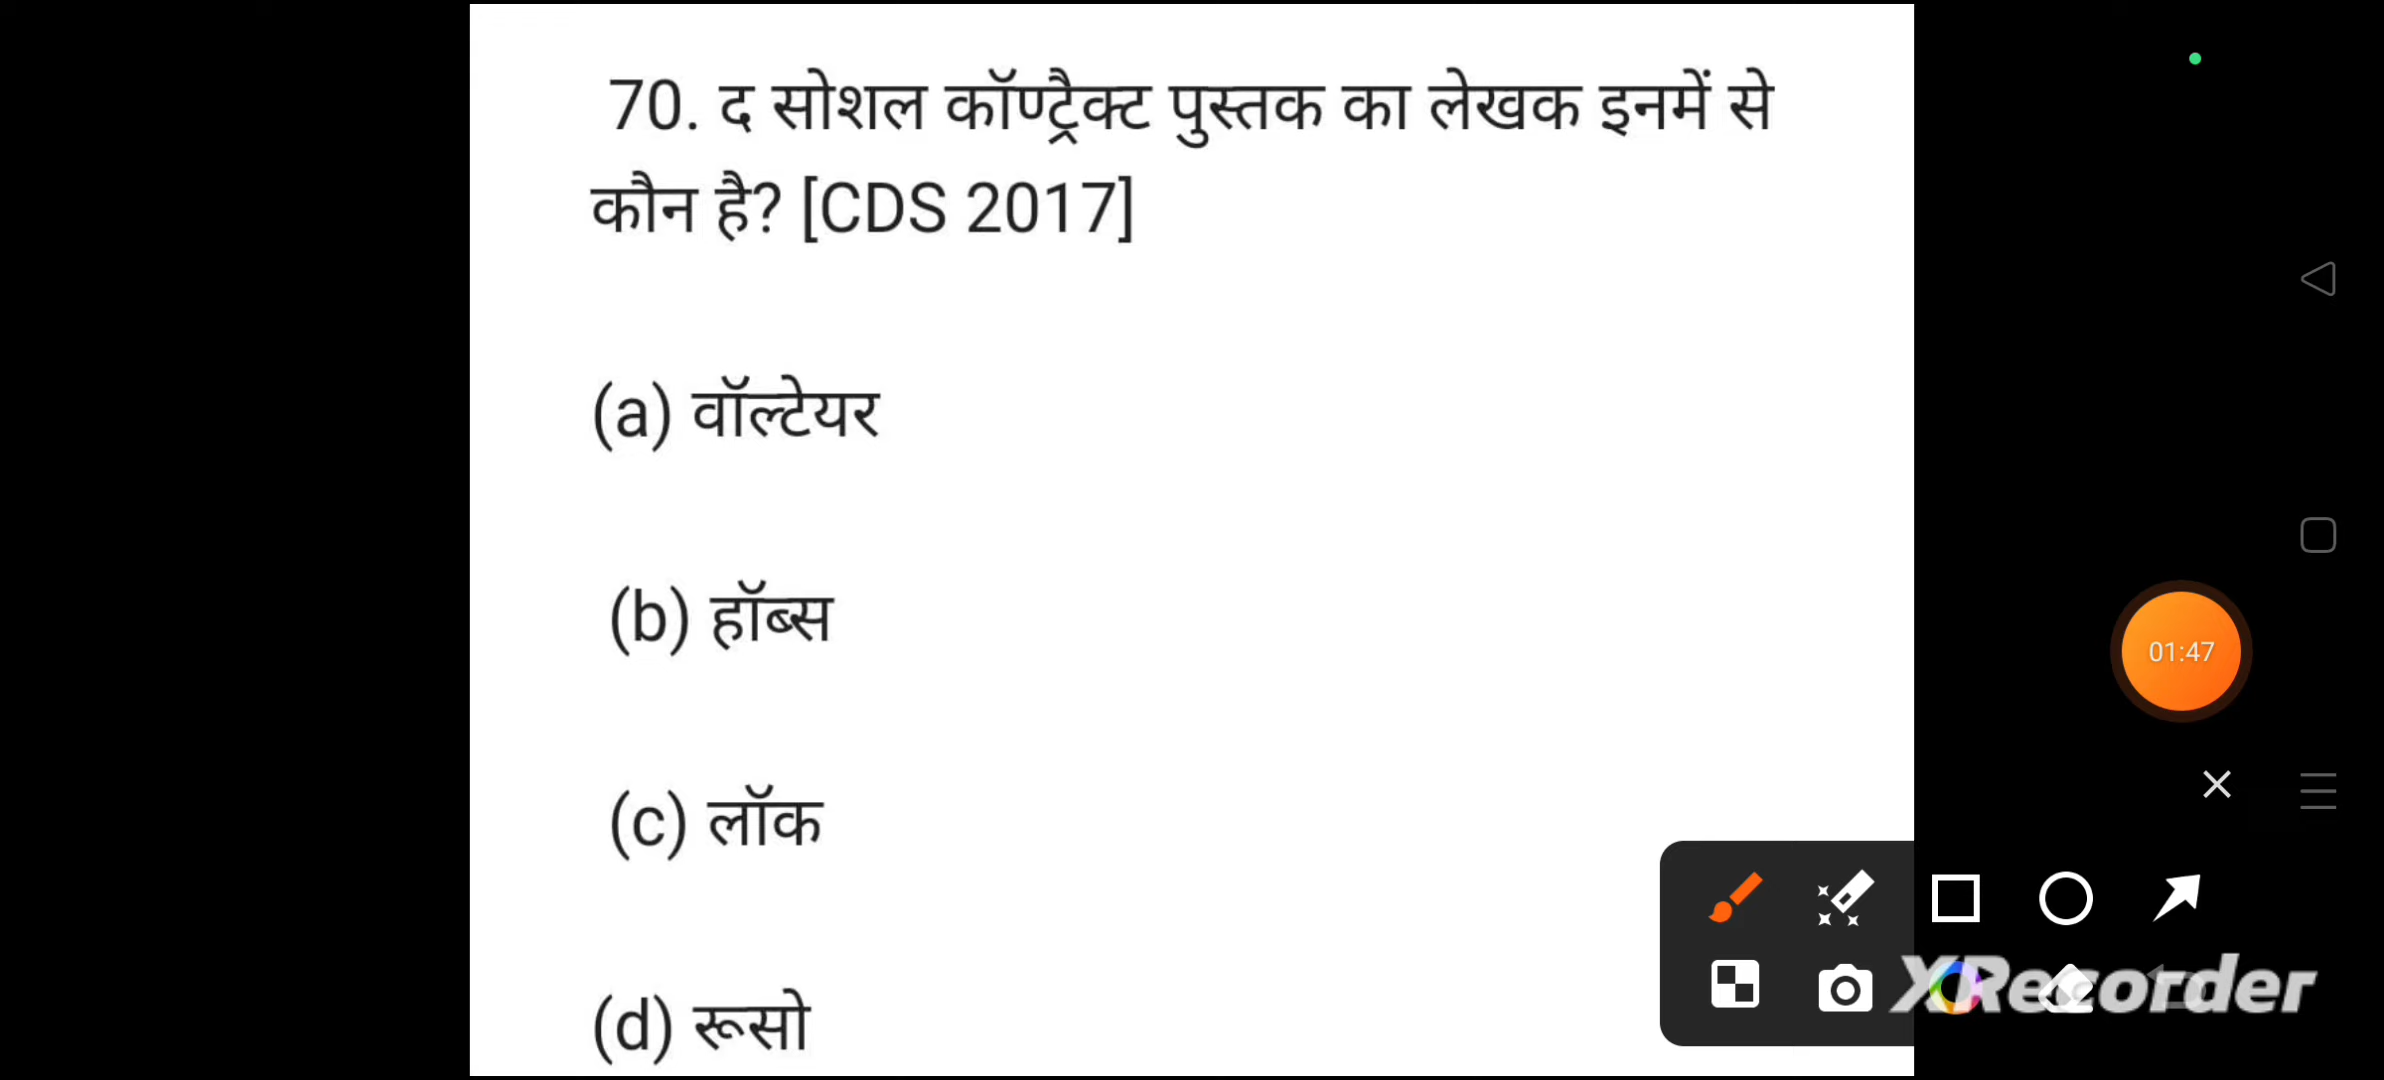 70. द सोशल कॉण्ट्रैक्ट पुस्तक का लेखक इनमें से
कौन है? [CDS 2017]
(a) वॉल्टेयर
(b) हॉब्स
(c) लॉक
(d) रूसो
01:47
XRecorder